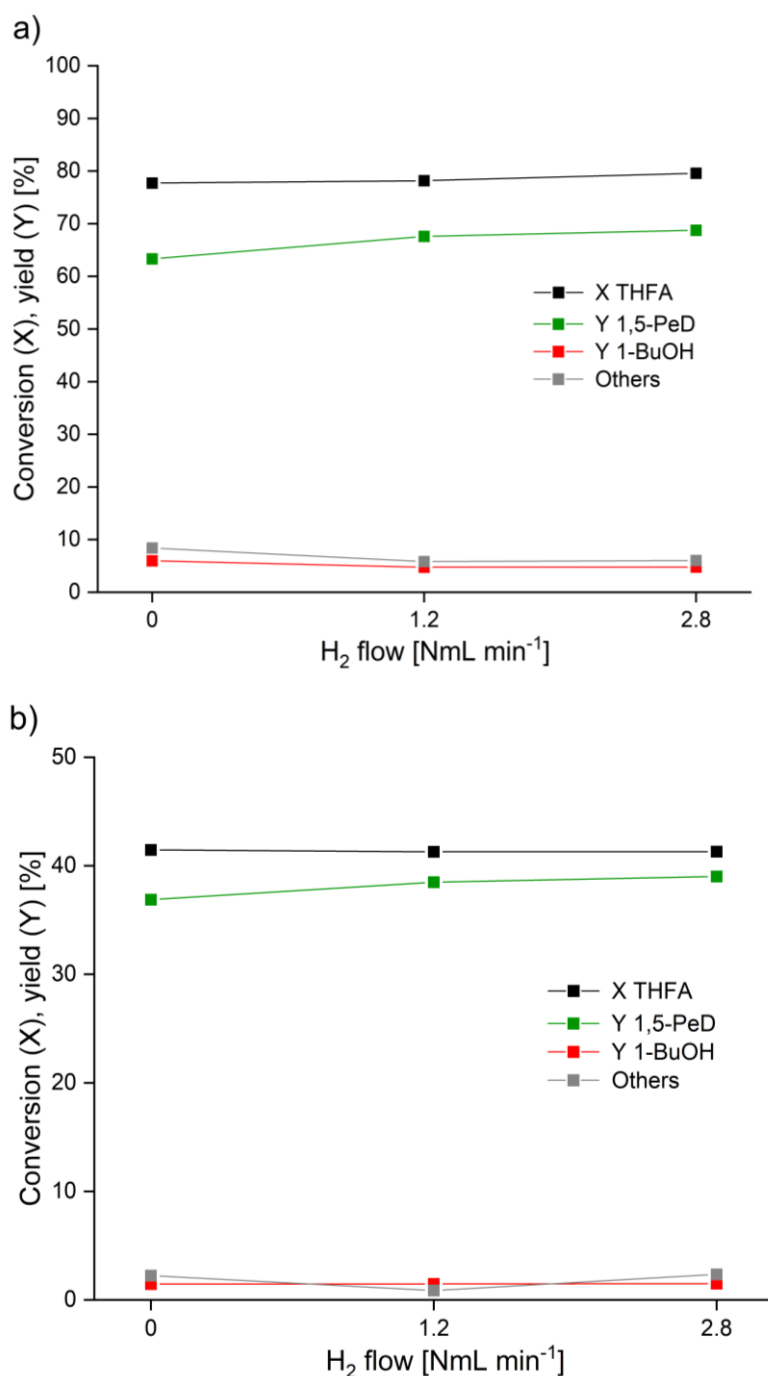 a)
Conversion (X), yield (Y) [%]
100
90
80
70
60
50
40
30
20
10
0
X THFA
Y 1,5-PeD
Y 1-BuOH
Others
0 1.2 2.8
H₂ flow [NmL min⁻¹]
b)
Conversion (X), yield (Y) [%]
50
40
30
20
10
0
X THFA
Y 1,5-PeD
Y 1-BuOH
Others
0 1.2 2.8
H₂ flow [NmL min⁻¹]